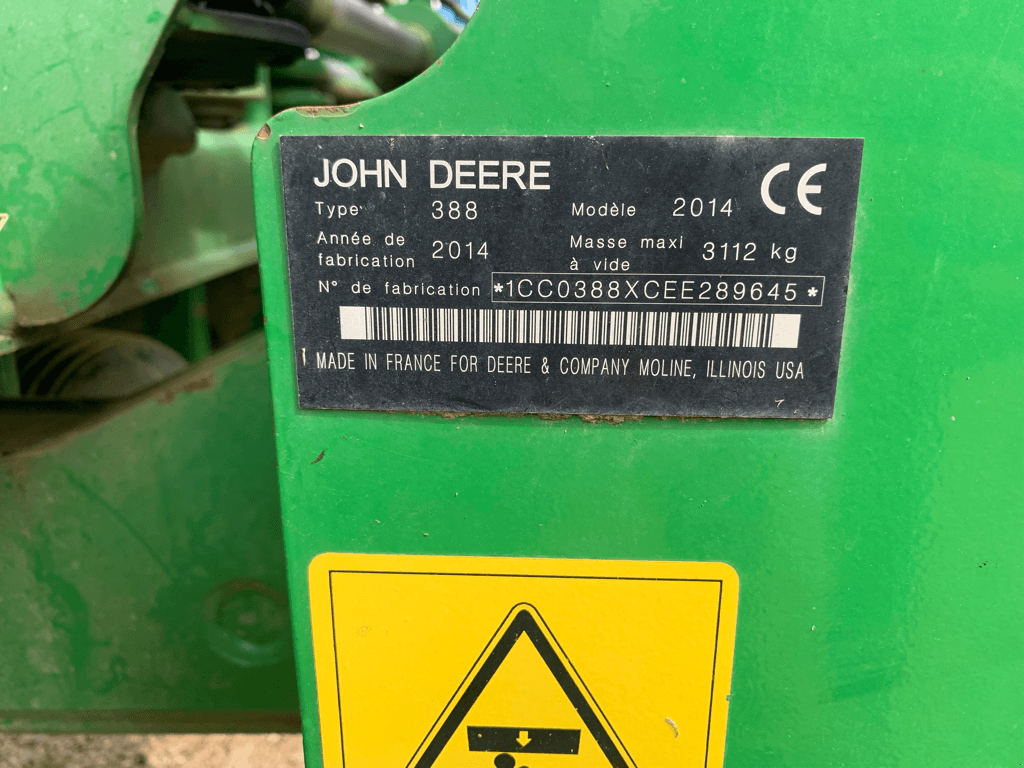 JOHN DEERE CE
Type 388 Modèle 2014
Année de fabrication 2014 Masse maxi à vide 3112 kg
N° de fabrication *1CC0388XCEE289645*
MADE IN FRANCE FOR DEERE & COMPANY MOLINE, ILLINOIS USA